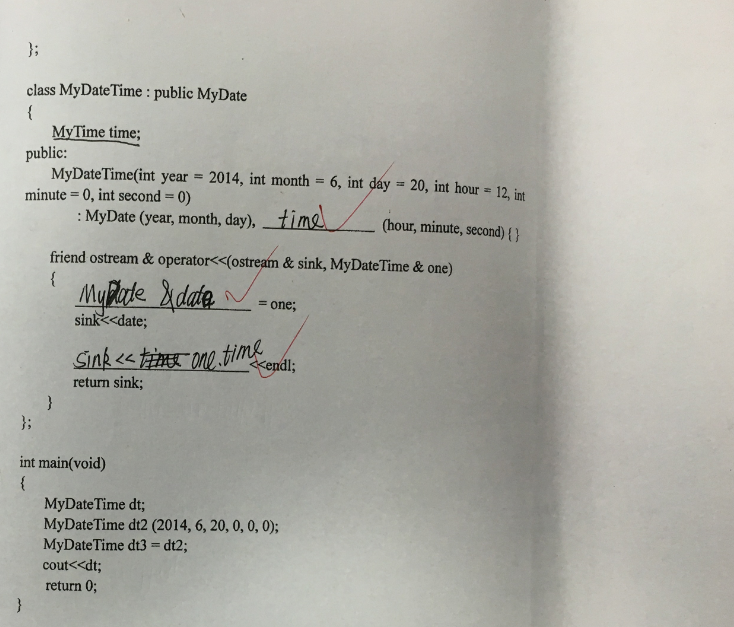 };
class MyDateTime : public MyDate
{
MyTime time;
public:
MyDateTime(int year = 2014, int month = 6, int day = 20, int hour = 12, int
minute = 0, int second = 0)
: MyDate (year, month, day), time (hour, minute, second) { }
friend ostream & operator<<(ostream & sink, MyDateTime & one)
{
MyDate &date = one;
sink<<date;
sink << one.time <<endl;
return sink;
}
};
int main(void)
{
MyDateTime dt;
MyDateTime dt2 (2014, 6, 20, 0, 0, 0);
MyDateTime dt3 = dt2;
cout<<dt;
return 0;
}